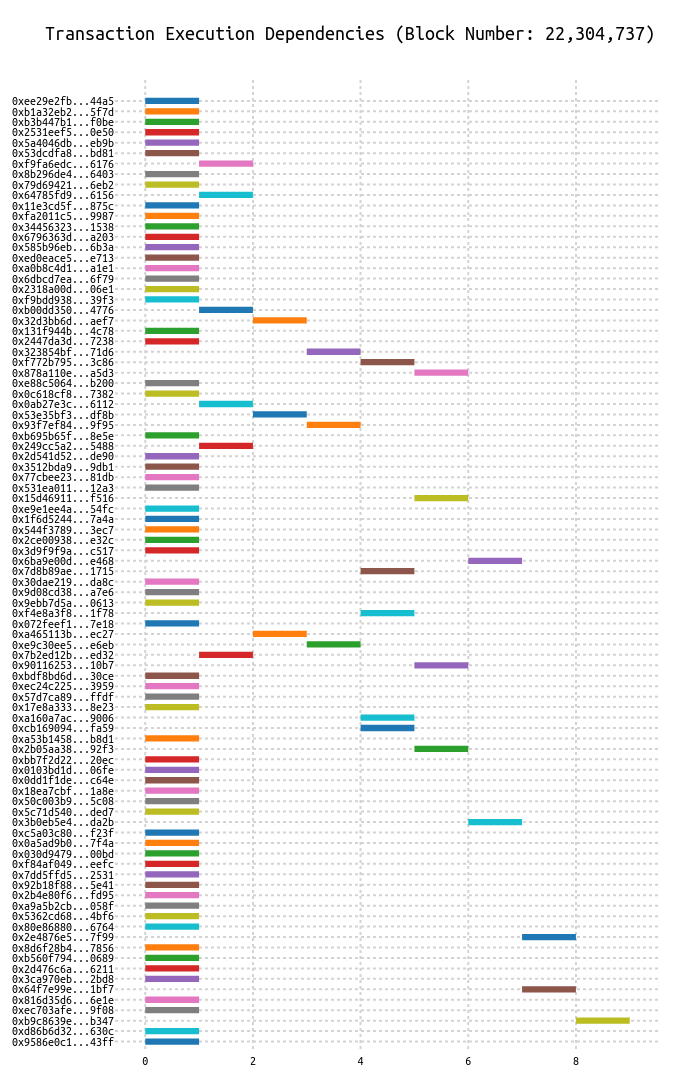 Transaction Execution Dependencies (Block Number: 22,304,737)
0xee29e2fb...44a5
0xb1a32eb2...5f7d
0xb3b447b1...f0be
0x2531eef5...0e50
0x5a4046db...eb9b
0x53dcdfa8...bd81
0xf9fa6edc...6176
0x8b296de4...6403
0x79d69421...6eb2
0x64785fd9...6156
0x11e3cd5f...875c
0xfa2011c5...9987
0x34456323...1538
0x6796363d...a203
0x585b96eb...6b3a
0xed0eace5...e713
0xa0b8c4d1...a1e1
0x6dbcd7ea...6f79
0x2318a00d...06e1
0xf9bdd938...39f3
0xb00dd350...4776
0x32d3bb6d...aef7
0x131f944b...4c78
0x2447da3d...7238
0x323854bf...71d6
0xf772b795...3c86
0x878a110e...a5d3
0xe88c5064...b200
0x0c618cf8...7382
0x0ab27e3c...6112
0x53e35bf3...df8b
0x93f7ef84...9f95
0xb695b65f...8e5e
0x249cc5a2...5488
0x2d541d52...de90
0x3512bda9...9db1
0x77cbee23...81db
0x531ea011...12a3
0x15d46911...f516
0xe9e1ee4a...54fc
0x1f6d5244...7a4a
0x544f3789...3ec7
0x2ce00938...e32c
0x3d9f9f9a...c517
0x6ba9e00d...e468
0x7d8b89ae...1715
0x30dae219...da8c
0x9d08cd38...a7e6
0x9ebb7d5a...0613
0xf4e8a3f8...1f78
0x072feef1...7e18
0xa465113b...ec27
0xe9c30ee5...e6eb
0x7b2ed12b...ed32
0x90116253...10b7
0xbdf8bd6d...30ce
0xec24c225...3959
0x57d7ca89...ffdf
0x17e8a333...8e23
0xa160a7ac...9006
0xcb169094...fa59
0xa53b1458...b8d1
0x2b05aa38...92f3
0xbb7f2d22...20ec
0x0103bd1d...06fe
0x0dd1f1de...c64e
0x18ea7cbf...1a8e
0x50c003b9...5c08
0x5c71d540...ded7
0x3b0eb5e4...da2b
0xc5a03c80...f23f
0x0a5ad9b0...7f4a
0x030d9479...00bd
0xf84af049...eefc
0x7dd5ffd5...2531
0x92b18f88...5e41
0x2b4e80f6...fd95
0xa9a5b2cb...058f
0x5362cd68...4bf6
0x80e86880...6764
0x2e4876e5...7f99
0x8d6f28b4...7856
0xb560f794...0689
0x2d476c6a...6211
0x3ca970eb...2bd8
0x64f7e99e...1bf7
0x816d35d6...6e1e
0xec703afe...9f08
0xb9c8639e...b347
0xd86b6d32...630c
0x9586e0c1...43ff
0 2 4 6 8